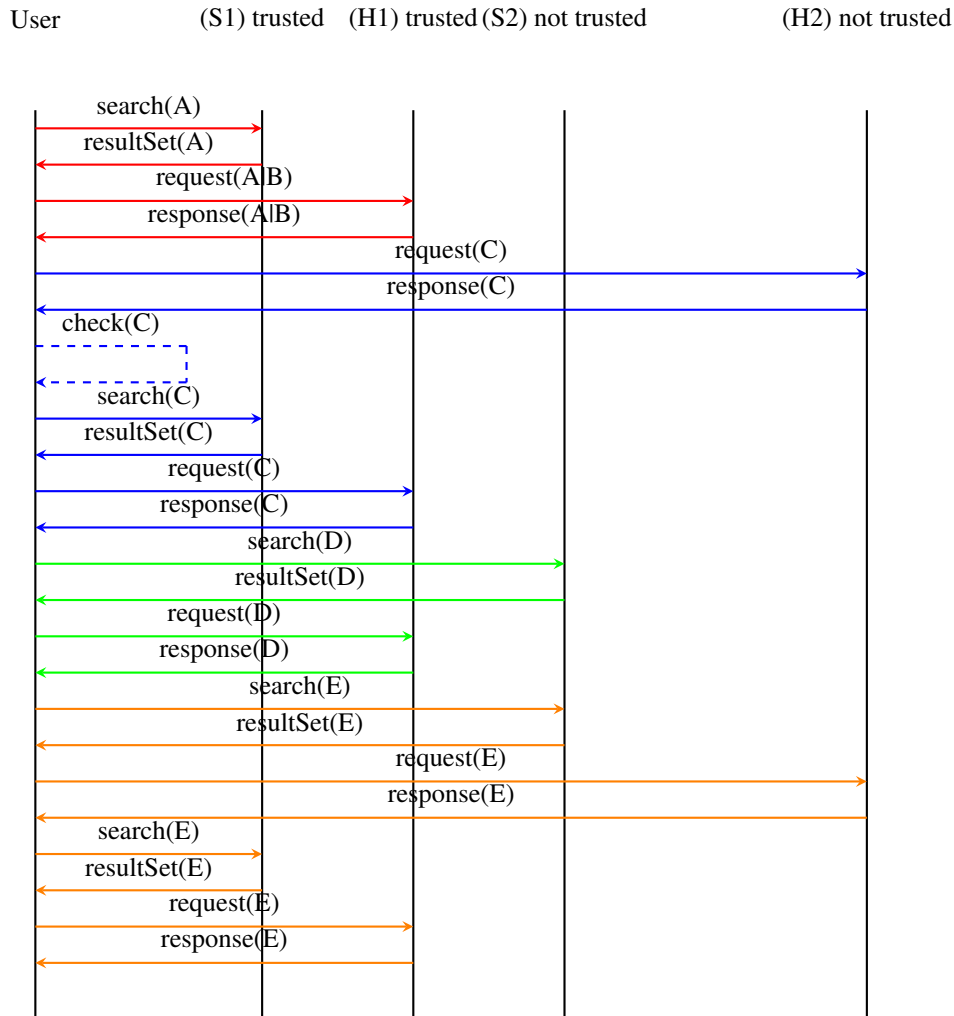 User (S1) trusted (H1) trusted (S2) not trusted (H2) not trusted
search(A)
resultSet(A)
request(A|B)
response(A|B)
request(C)
response(C)
check(C)
search(C)
resultSet(C)
request(C)
response(C)
search(D)
resultSet(D)
request(D)
response(D)
search(E)
resultSet(E)
request(E)
response(E)
search(E)
resultSet(E)
request(E)
response(E)